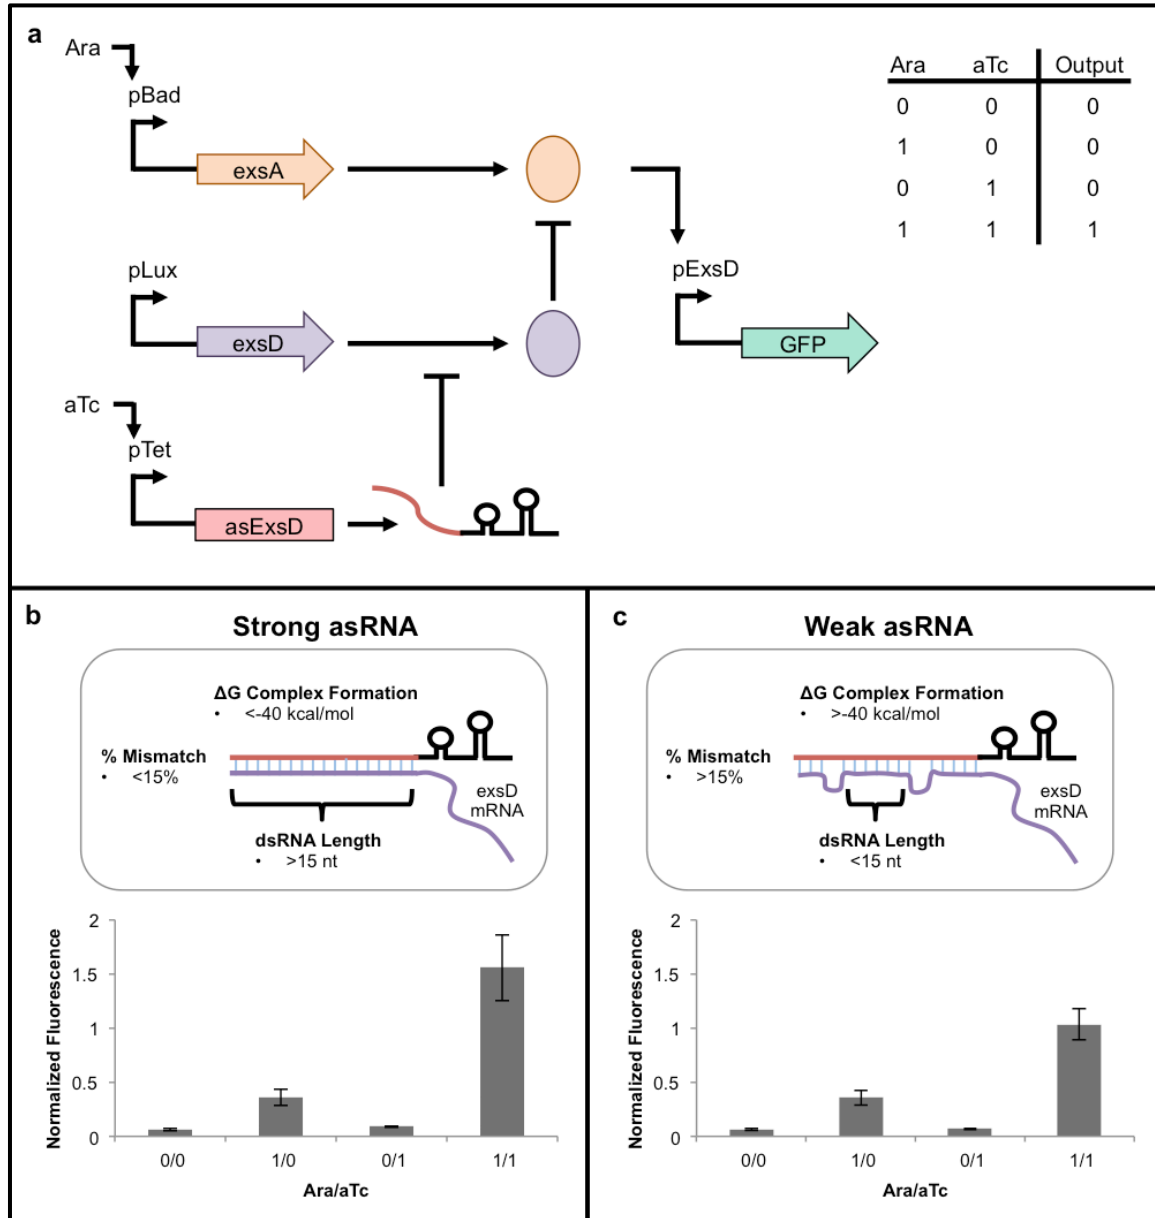 a
Ara
pBad
exsA
pLux
exsD
aTc
pTet
asExsD
pExsD
GFP
Ara aTc Output
0 0 0
1 0 0
0 1 0
1 1 1
b
Strong asRNA
ΔG Complex Formation
• <-40 kcal/mol
% Mismatch
• <15%
exsD
mRNA
dsRNA Length
• >15 nt
Normalized Fluorescence
2
1.5
1
0.5
0
0/0 1/0 0/1 1/1
Ara/aTc
c
Weak asRNA
ΔG Complex Formation
• >-40 kcal/mol
% Mismatch
• >15%
exsD
mRNA
dsRNA Length
• <15 nt
Normalized Fluorescence
2
1.5
1
0.5
0
0/0 1/0 0/1 1/1
Ara/aTc